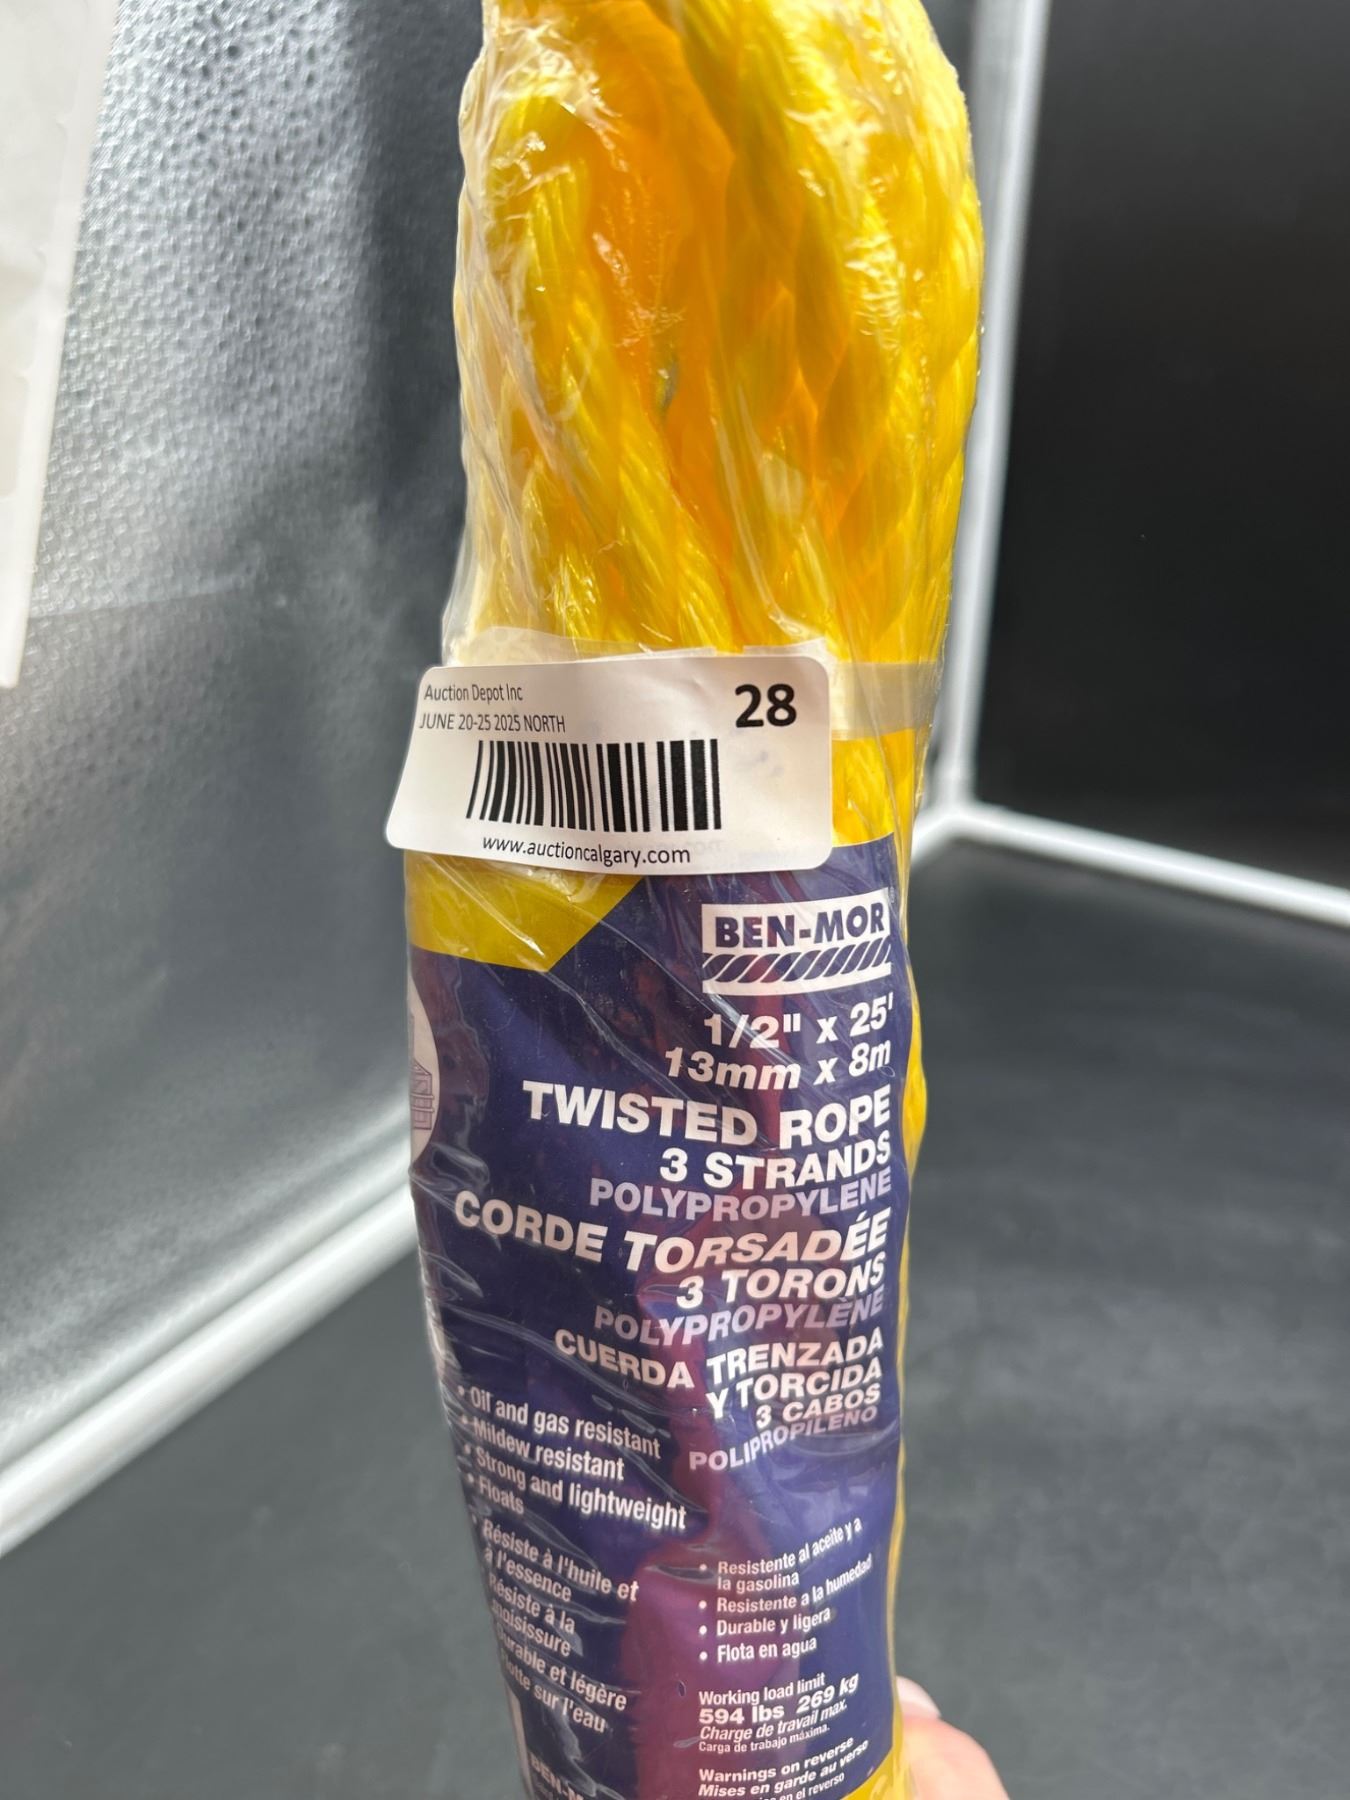 Auction Depot Inc
28
JUNE 20-25 2025 NORTH
www.auctioncalgary.com
BEN-MOR
1/2" x 25'
13mm x 8m
TWISTED ROPE
3 STRANDS
POLYPROPYLENE
CORDE TORSADÉE
3 TORONS
POLYPROPYLÈNE
CUERDA TRENZADA
Y TORCIDA
3 CABOS
POLIPROPILENO
• Oil and gas resistant
• Mildew resistant
• Strong and lightweight
• Floats
• Résiste à l'huile et
à l'essence
Résiste à la
moisissure
Durable et légère
Flotte sur l'eau
• Resistente al aceite y a
la gasolina
• Resistente a la humedad
• Durable y ligera
• Flota en agua
Working load limit
594 lbs 269 kg
Charge de travail max.
Carga de trabajo máxima.
Warnings on reverse
Mises en garde au verso
en el reverso
BEN-M